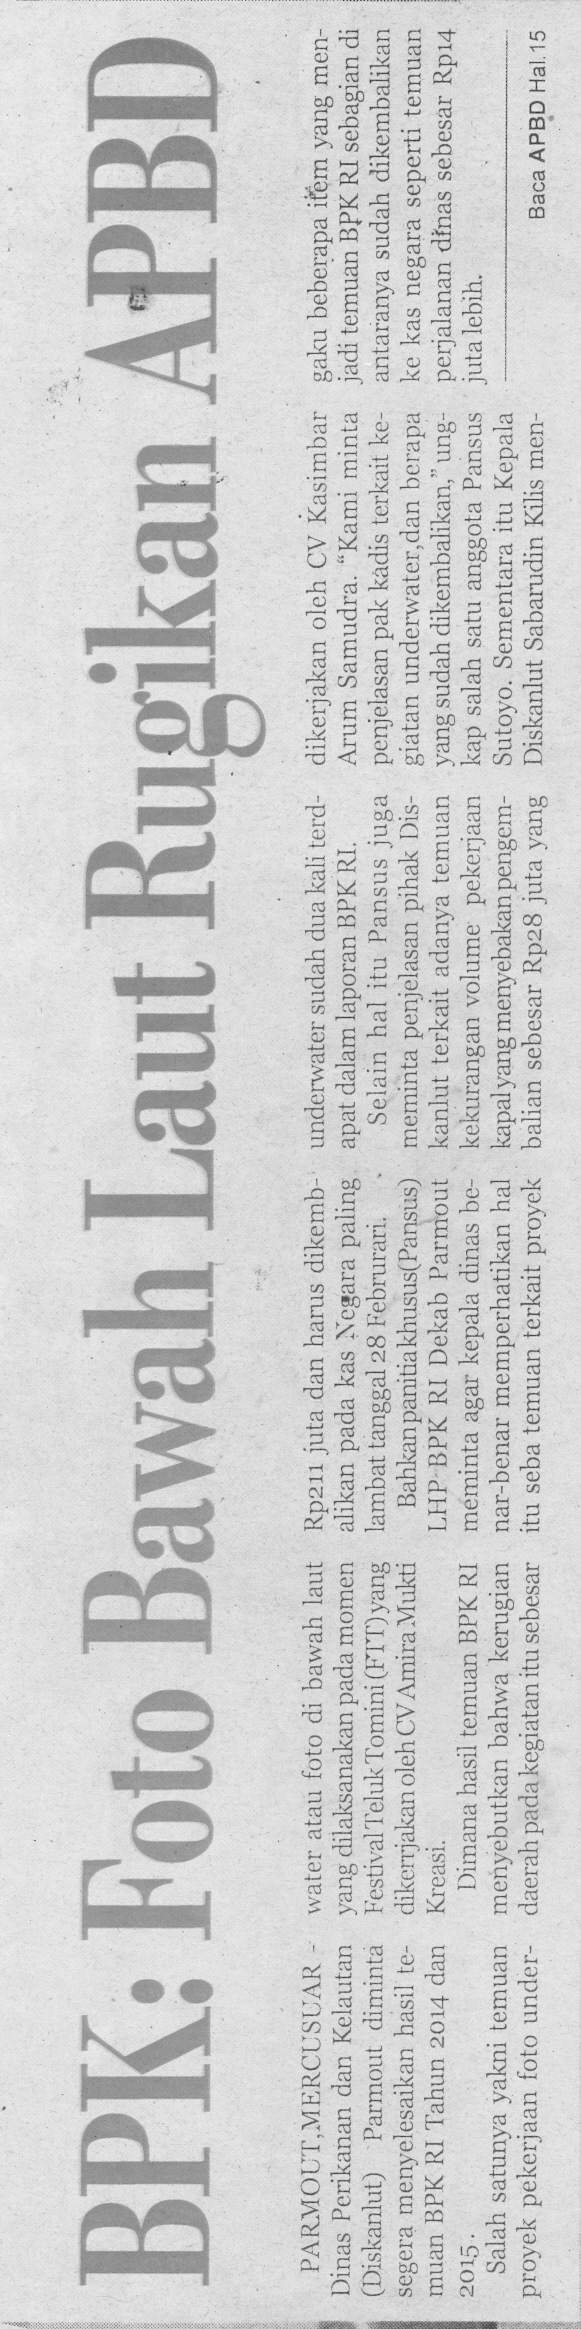 BPK: Foto Bawah Laut Rugikan APBD
PARMOUT,MERCUSUAR -
Dinas Perikanan dan Kelautan
(Diskanlut) Parmout diminta
segera menyelesaikan hasil te-
muan BPK RI Tahun 2014 dan
2015 .
Salah satunya yakni temuan
proyek pekerjaan foto under-
water atau foto di bawah laut
yang dilaksanakan pada momen
Festival Teluk Tomini (FTT) yang
dikerrjakan oleh CV Amira Mukti
Kreasi.
Dimana hasil temuan BPK RI
menyebutkan bahwa kerugian
daerah pada kegiatan itu sebesar
Rp211 juta dan harus dikemb-
alikan pada kas Negara paling
lambat tanggal 28 Februrari.
Bahkan panitia khusus (Pansus)
LHP BPK RI Dekab Parmout
meminta agar kepala dinas be-
nar-benar memperhatikan hal
itu seba temuan terkait proyek
underwater sudah dua kali terd-
apat dalam laporan BPK RI.
Selain hal itu Pansus juga
meminta penjelasan pihak Dis-
kanlut terkait adanya temuan
kekurangan volume pekerjaan
kapal yang menyebakan pengem-
balian sebesar Rp28 juta yang
dikerjakan oleh CV Kasimbar
Arum Samudra. “Kami minta
penjelasan pak kadis terkait ke-
giatan underwater,dan berapa
yang sudah dikembalikan,” ung-
kap salah satu anggota Pansus
Sutoyo. Sementara itu Kepala
Diskanlut Sabarudin Kilis men-
gaku beberapa item yang men-
jadi temuan BPK RI sebagian di
antaranya sudah dikembalikan
ke kas negara seperti temuan
perjalanan dinas sebesar Rp14
juta lebih.
Baca APBD Hal.15